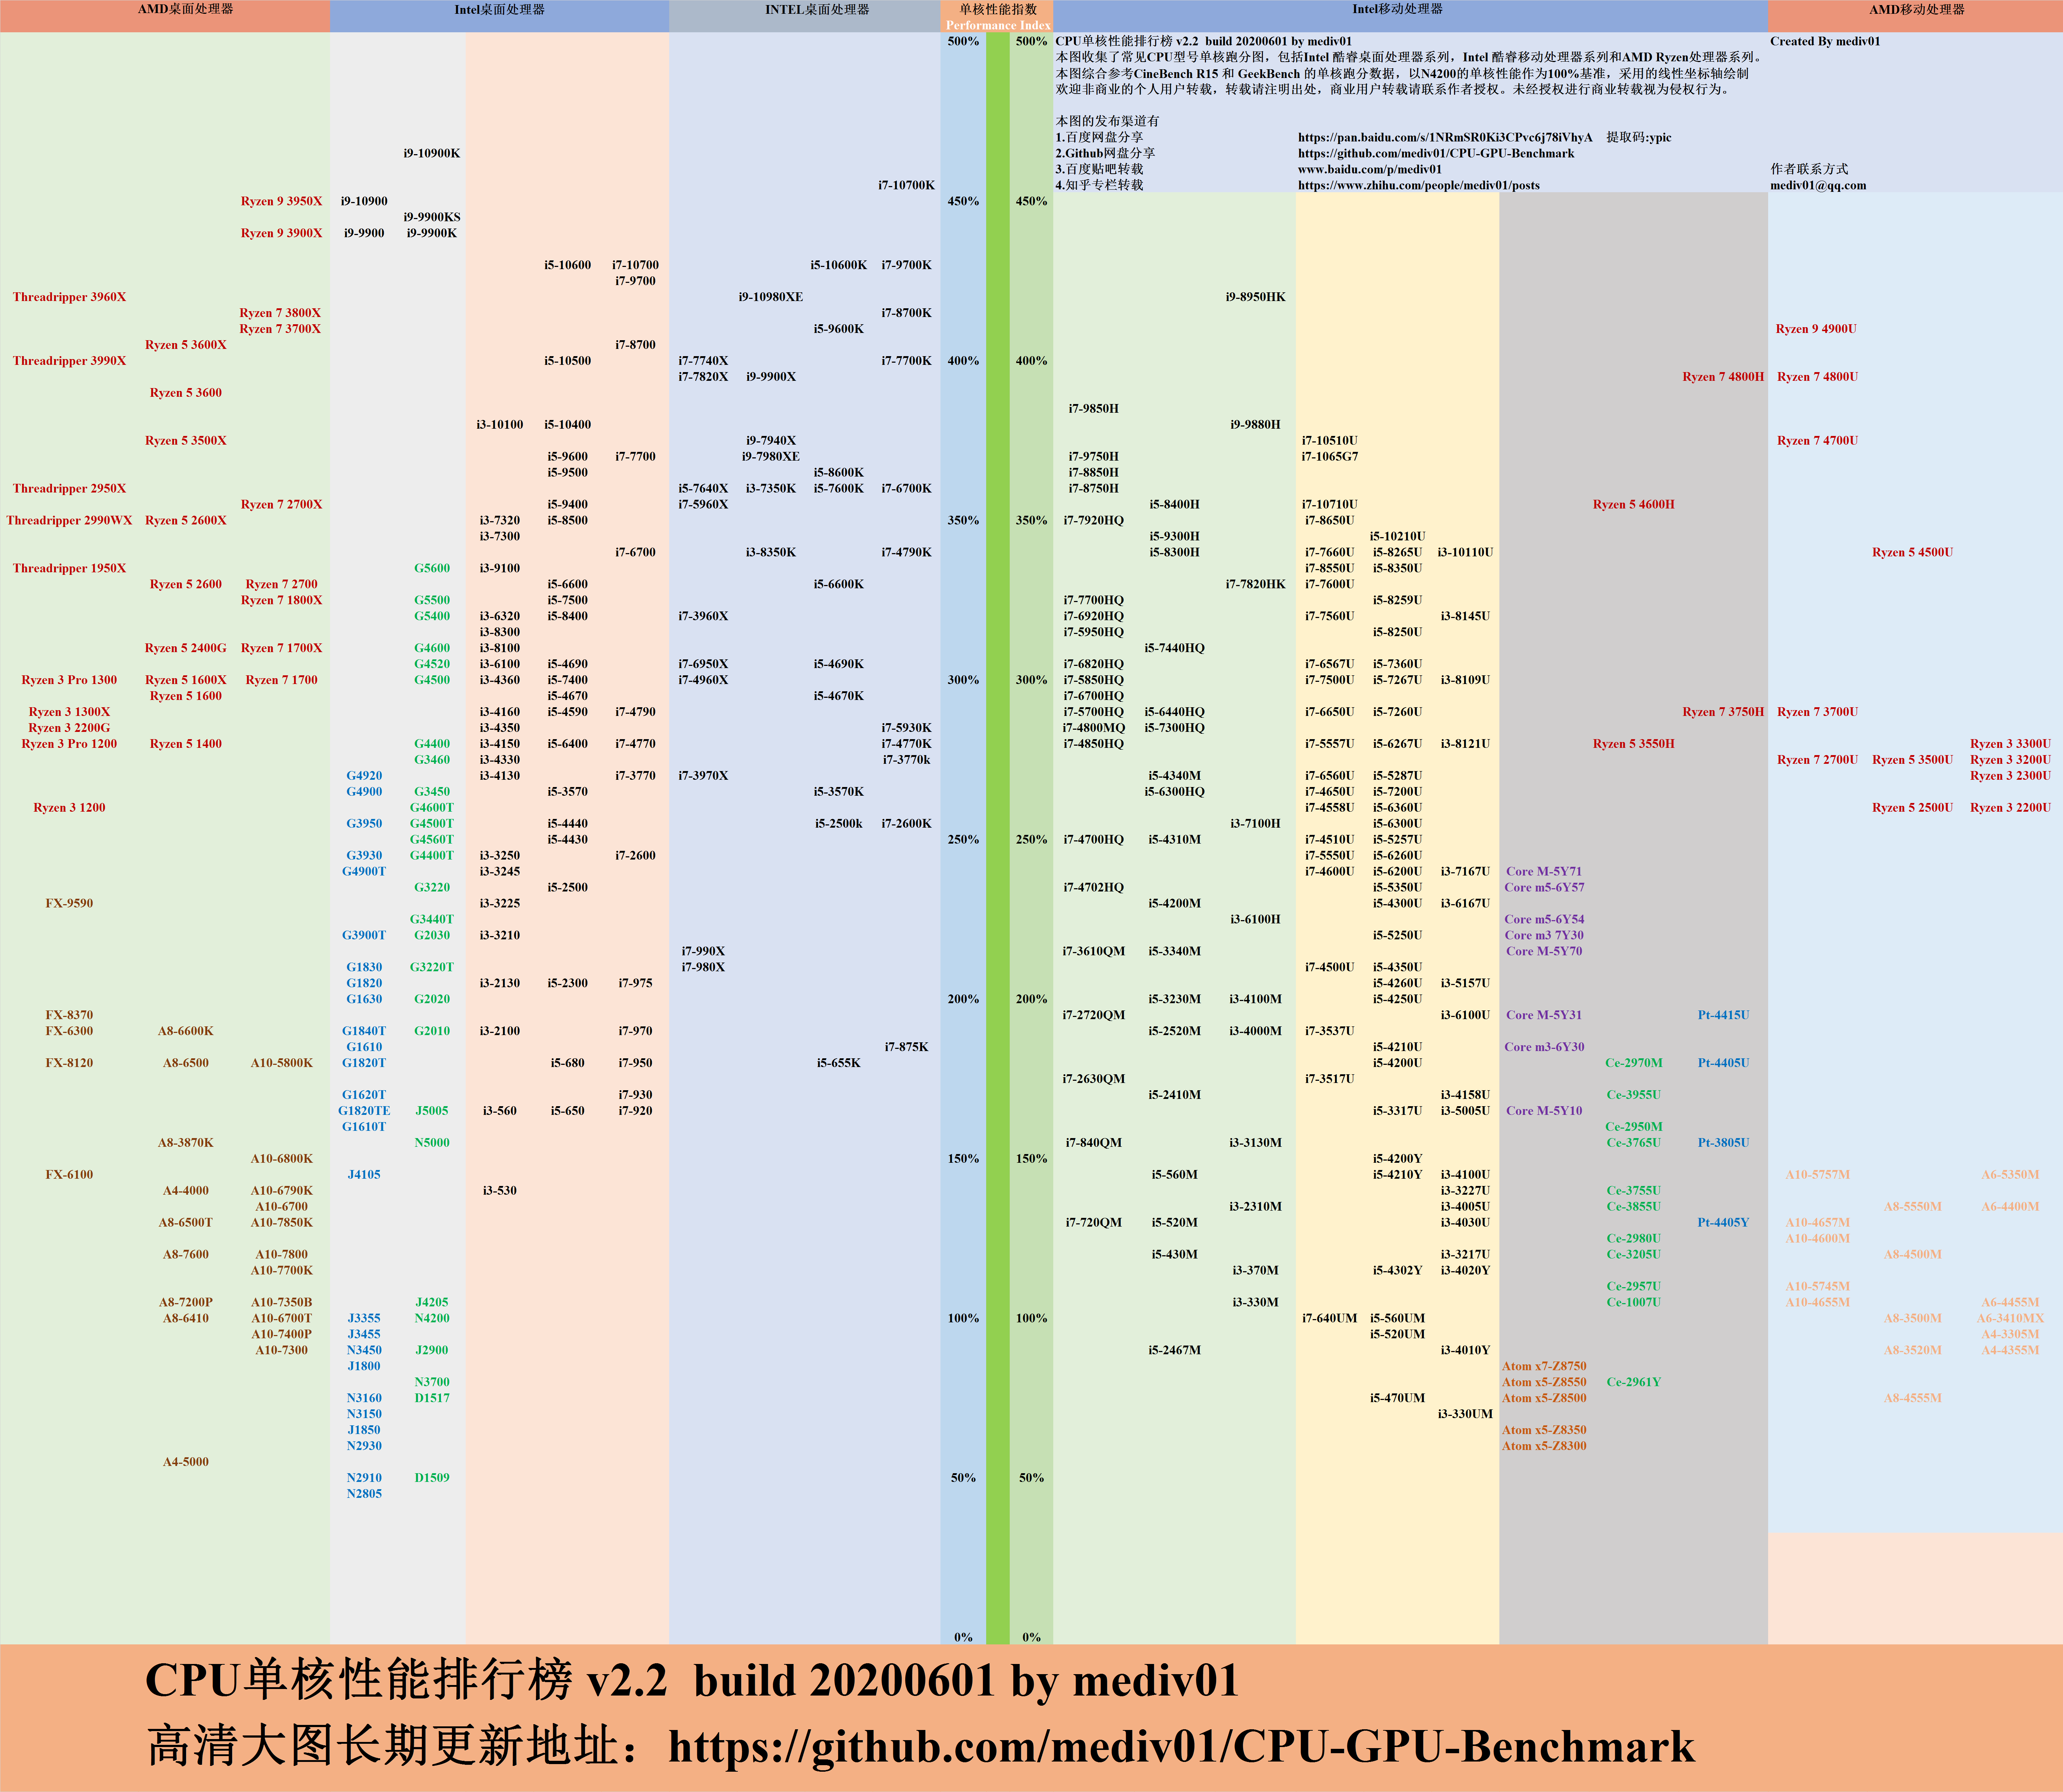 AMD桌面处理器 Intel桌面处理器 INTEL桌面处理器 单核性能指数 Intel移动处理器 AMD移动处理器
Performance Index
500% 500% CPU单核性能排行榜 v2.2 build 20200601 by mediv01 Created By mediv01
本图收集了常见CPU型号单核跑分图，包括Intel 酷睿桌面处理器系列，Intel 酷睿移动处理器系列和AMD Ryzen处理器系列。
本图综合参考CineBench R15 和 GeekBench 的单核跑分数据，以N4200的单核性能作为100%基准，采用的线性坐标轴绘制
欢迎非商业的个人用户转载，转载请注明出处，商业用户转载请联系作者授权。未经授权进行商业转载视为侵权行为。
本图的发布渠道有
1.百度网盘分享 https://pan.baidu.com/s/1NRmSR0Ki3CPvc6j78iVhyA 提取码:ypic
i9-10900K 2.Github网盘分享 https://github.com/mediv01/CPU-GPU-Benchmark
3.百度贴吧转载 www.baidu.com/p/mediv01 作者联系方式
i7-10700K 4.知乎专栏转载 https://www.zhihu.com/people/mediv01/posts mediv01@qq.com
Ryzen 9 3950X i9-10900 450% 450%
i9-9900KS
Ryzen 9 3900X i9-9900 i9-9900K
i5-10600 i7-10700 i5-10600K i7-9700K
i7-9700
Threadripper 3960X i9-10980XE i9-8950HK
Ryzen 7 3800X i7-8700K
Ryzen 7 3700X i5-9600K Ryzen 9 4900U
Ryzen 5 3600X i7-8700
Threadripper 3990X i5-10500 i7-7740X i7-7700K 400% 400%
i7-7820X i9-9900X Ryzen 7 4800H Ryzen 7 4800U
Ryzen 5 3600
i7-9850H
i3-10100 i5-10400 i9-9880H
Ryzen 5 3500X i9-7940X i7-10510U Ryzen 7 4700U
i5-9600 i7-7700 i9-7980XE i7-9750H i7-1065G7
i5-9500 i5-8600K i7-8850H
Threadripper 2950X i5-7640X i3-7350K i5-7600K i7-6700K i7-8750H
Ryzen 7 2700X i5-9400 i7-5960X i5-8400H i7-10710U Ryzen 5 4600H
Threadripper 2990WX Ryzen 5 2600X i3-7320 i5-8500 350% 350% i7-7920HQ i7-8650U
i3-7300 i5-9300H i5-10210U
i7-6700 i3-8350K i7-4790K i5-8300H i7-7660U i5-8265U i3-10110U Ryzen 5 4500U
Threadripper 1950X G5600 i3-9100 i7-8550U i5-8350U
Ryzen 5 2600 Ryzen 7 2700 i5-6600 i5-6600K i7-7820HK i7-7600U
Ryzen 7 1800X G5500 i5-7500 i7-7700HQ i5-8259U
G5400 i3-6320 i5-8400 i7-3960X i7-6920HQ i7-7560U i3-8145U
i3-8300 i7-5950HQ i5-8250U
Ryzen 5 2400G Ryzen 7 1700X G4600 i3-8100 i5-7440HQ
G4520 i3-6100 i5-4690 i7-6950X i5-4690K i7-6820HQ i7-6567U i5-7360U
Ryzen 3 Pro 1300 Ryzen 5 1600X Ryzen 7 1700 G4500 i3-4360 i5-7400 i7-4960X 300% 300% i7-5850HQ i7-7500U i5-7267U i3-8109U
Ryzen 5 1600 i5-4670 i5-4670K i7-6700HQ
Ryzen 3 1300X i3-4160 i5-4590 i7-4790 i7-5700HQ i5-6440HQ i7-6650U i5-7260U Ryzen 7 3750H Ryzen 7 3700U
Ryzen 3 2200G i3-4350 i7-5930K i7-4800MQ i5-7300HQ
Ryzen 3 Pro 1200 Ryzen 5 1400 G4400 i3-4150 i5-6400 i7-4770 i7-4770K i7-4850HQ i7-5557U i5-6267U i3-8121U Ryzen 5 3550H Ryzen 3 3300U
G3460 i3-4330 i7-3770k Ryzen 7 2700U Ryzen 5 3500U Ryzen 3 3200U
G4920 i3-4130 i7-3770 i7-3970X i5-4340M i7-6560U i5-5287U Ryzen 3 2300U
G4900 G3450 i5-3570 i5-3570K i5-6300HQ i7-4650U i5-7200U
Ryzen 3 1200 G4600T i7-4558U i5-6360U Ryzen 5 2500U Ryzen 3 2200U
G3950 G4500T i5-4440 i5-2500k i7-2600K i3-7100H i5-6300U
G4560T i5-4430 250% 250% i7-4700HQ i5-4310M i7-4510U i5-5257U
G3930 G4400T i3-3250 i7-2600 i7-5550U i5-6260U
G4900T i3-3245 i7-4600U i5-6200U i3-7167U Core M-5Y71
G3220 i5-2500 i7-4702HQ i5-5350U Core m5-6Y57
FX-9590 i3-3225 i5-4200M i5-4300U i3-6167U
G3440T i3-6100H Core m5-6Y54
G3900T G2030 i3-3210 i5-5250U Core m3 7Y30
i7-990X i7-3610QM i5-3340M Core M-5Y70
G1830 G3220T i7-980X i7-4500U i5-4350U
G1820 i3-2130 i5-2300 i7-975 i5-4260U i3-5157U
G1630 G2020 200% 200% i5-3230M i3-4100M i5-4250U
FX-8370 i7-2720QM i3-6100U Core M-5Y31 Pt-4415U
FX-6300 A8-6600K G1840T G2010 i3-2100 i7-970 i5-2520M i3-4000M i7-3537U
G1610 i7-875K i5-4210U Core m3-6Y30
FX-8120 A8-6500 A10-5800K G1820T i5-680 i7-950 i5-655K i5-4200U Ce-2970M Pt-4405U
i7-2630QM i7-3517U
G1620T i7-930 i5-2410M i3-4158U Ce-3955U
G1820TE J5005 i3-560 i5-650 i7-920 i5-3317U i3-5005U Core M-5Y10
G1610T Ce-2950M
A8-3870K N5000 i7-840QM i3-3130M Ce-3765U Pt-3805U
A10-6800K 150% 150% i5-4200Y
FX-6100 J4105 i5-560M i5-4210Y i3-4100U A10-5757M A6-5350M
A4-4000 A10-6790K i3-530 i3-3227U Ce-3755U
A10-6700 i3-2310M i3-4005U Ce-3855U A8-5550M A6-4400M
A8-6500T A10-7850K i7-720QM i5-520M i3-4030U Pt-4405Y A10-4657M
Ce-2980U A10-4600M
A8-7600 A10-7800 i5-430M i3-3217U Ce-3205U A8-4500M
A10-7700K i3-370M i5-4302Y i3-4020Y
Ce-2957U A10-5745M
A8-7200P A10-7350B J4205 i3-330M Ce-1007U A10-4655M A6-4455M
A8-6410 A10-6700T J3355 N4200 100% 100% i7-640UM i5-560UM A8-3500M A6-3410MX
A10-7400P J3455 i5-520UM A4-3305M
A10-7300 N3450 J2900 i5-2467M i3-4010Y A8-3520M A4-4355M
J1800 Atom x7-Z8750
N3700 Atom x5-Z8550 Ce-2961Y
N3160 D1517 i5-470UM Atom x5-Z8500 A8-4555M
N3150 i3-330UM
J1850 Atom x5-Z8350
N2930 Atom x5-Z8300
A4-5000
N2910 D1509 50% 50%
N2805
0% 0%
CPU单核性能排行榜 v2.2 build 20200601 by mediv01
高清大图长期更新地址：https://github.com/mediv01/CPU-GPU-Benchmark